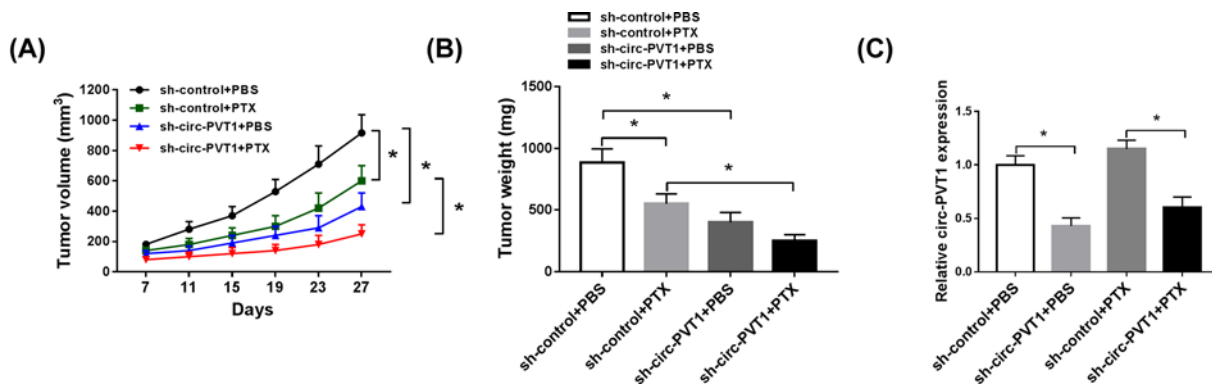 (A)
Tumor volume (mm³)
1200
1000
800
600
400
200
0
sh-control+PBS
sh-control+PTX
sh-circ-PVT1+PBS
sh-circ-PVT1+PTX
*
*
*
7 11 15 19 23 27
Days
(B)
sh-control+PBS
sh-control+PTX
sh-circ-PVT1+PBS
sh-circ-PVT1+PTX
Tumor weight (mg)
1500
1000
500
0
*
*
*
sh-control+PBS
sh-control+PTX
sh-circ-PVT1+PBS
sh-circ-PVT1+PTX
(C)
Relative circ-PVT1 expression
1.5
1.0
0.5
0.0
*
*
sh-control+PBS
sh-circ-PVT1+PBS
sh-control+PTX
sh-circ-PVT1+PTX